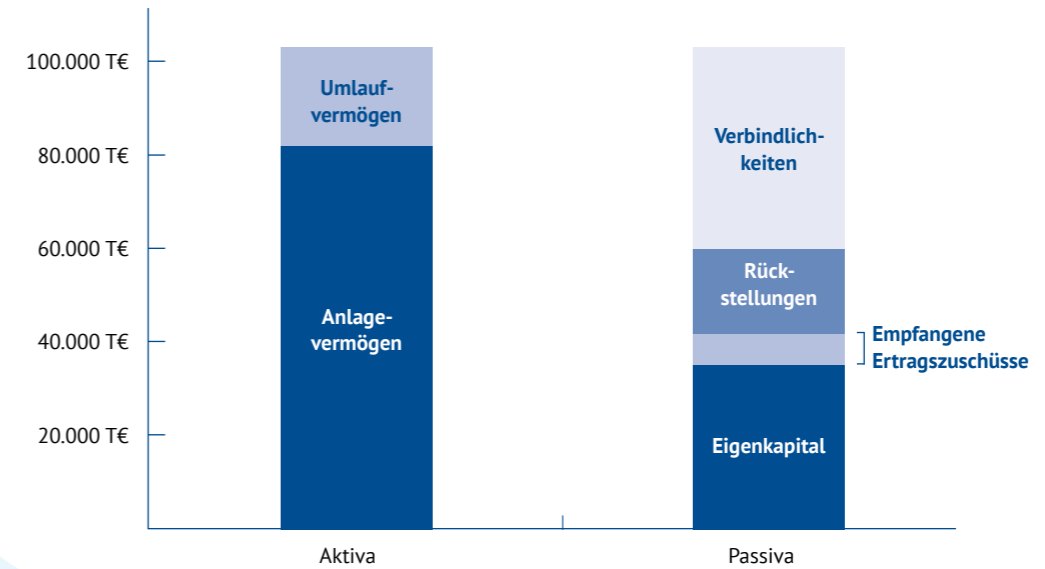 100.000 T€
80.000 T€
60.000 T€
40.000 T€
20.000 T€
Umlauf-
vermögen
Anlage-
vermögen
Verbindlich-
keiten
Rück-
stellungen
Empfangene
Ertragszuschüsse
Eigenkapital
Aktiva
Passiva